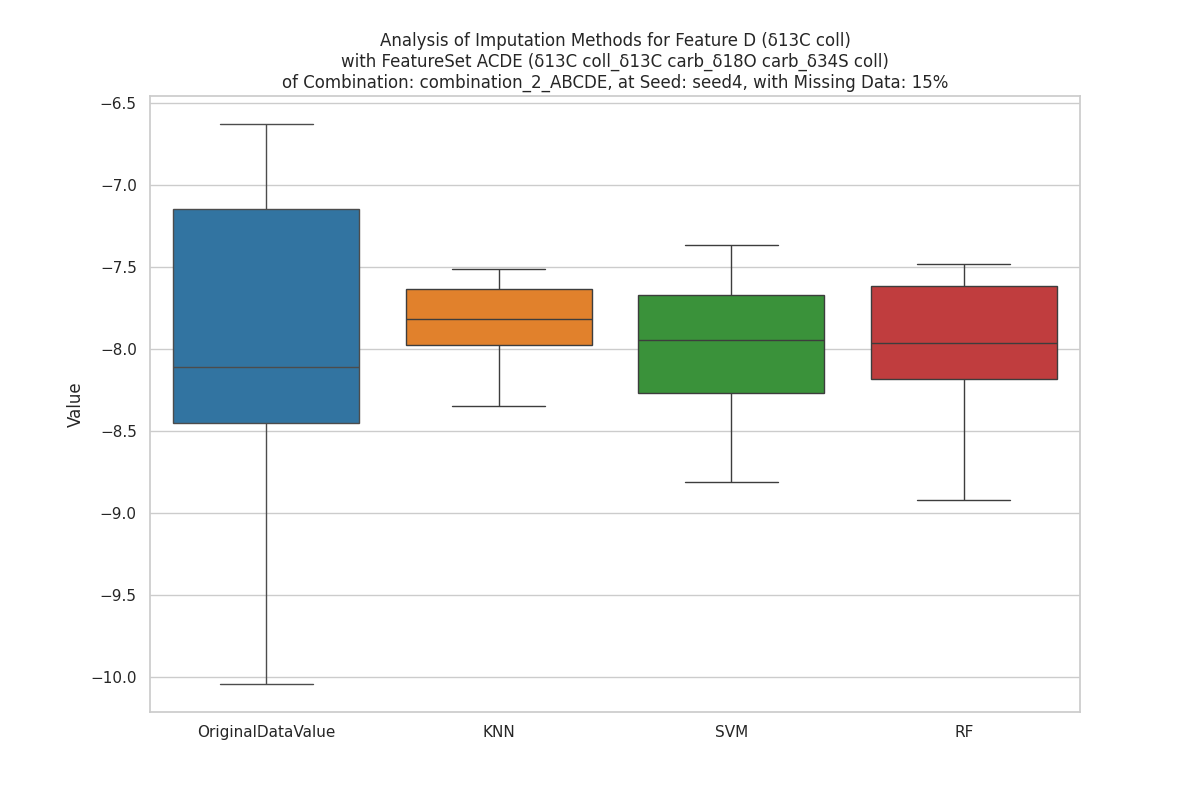 Analysis of Imputation Methods for Feature D (δ13C coll)
with FeatureSet ACDE (δ13C coll_δ13C carb_δ18O carb_δ34S coll)
of Combination: combination_2_ABCDE, at Seed: seed4, with Missing Data: 15%
−6.5
−7.0
−7.5
−8.0
−8.5
−9.0
−9.5
−10.0
Value
OriginalDataValue
KNN
SVM
RF